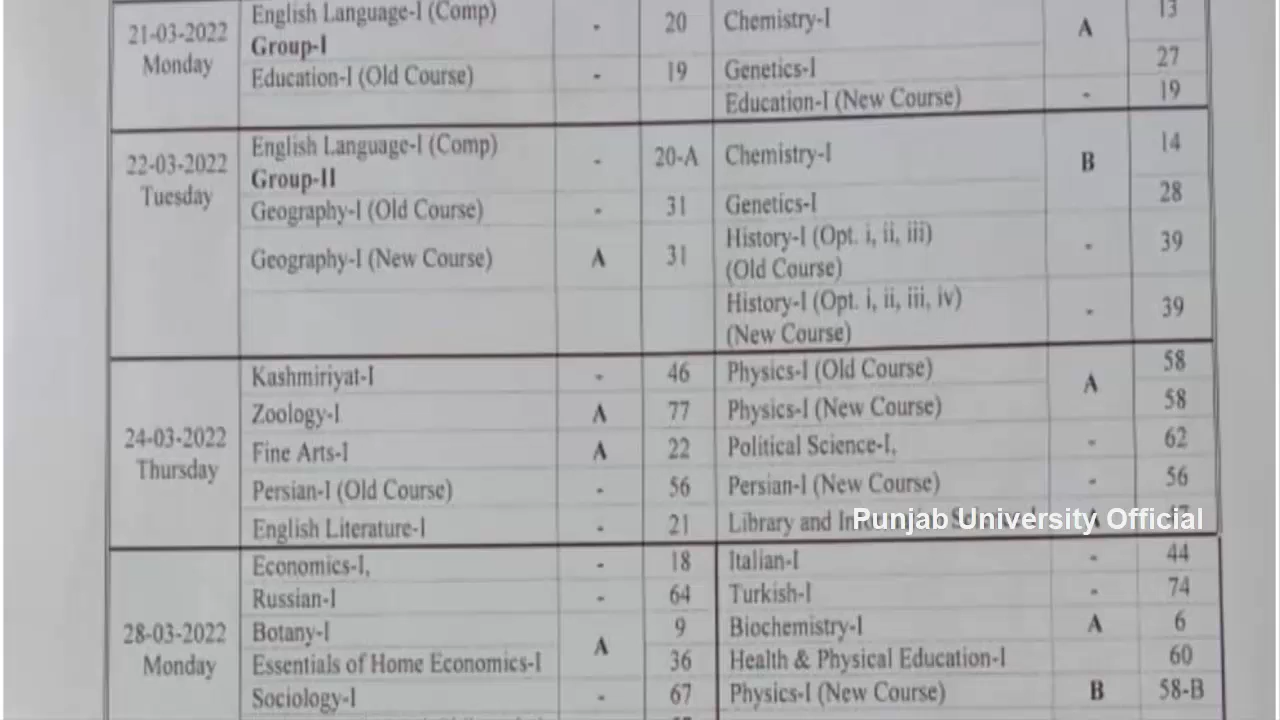 21-03-2022
Monday
English Language-I (Comp) - 20 Chemistry-I A 13
Group-I
Education-I (Old Course) - 19 Genetics-I 27
Education-I (New Course) - 19
22-03-2022
Tuesday
English Language-I (Comp) - 20-A Chemistry-I B 14
Group-II
Geography-I (Old Course) - 31 Genetics-I 28
Geography-I (New Course) A 31 History-I (Opt. i, ii, iii) - 39
(Old Course)
History-I (Opt. i, ii, iii, iv) - 39
(New Course)
24-03-2022
Thursday
Kashmiriyat-I - 46 Physics-I (Old Course) A 58
Zoology-I A 77 Physics-I (New Course) 58
Fine Arts-I A 22 Political Science-I, - 62
Persian-I (Old Course) - 56 Persian-I (New Course) - 56
English Literature-I - 21 Library and
Punjab University Official
28-03-2022
Monday
Economics-I, - 18 Italian-I - 44
Russian-I - 64 Turkish-I - 74
Botany-I A 9 Biochemistry-I A 6
Essentials of Home Economics-I 36 Health & Physical Education-I 60
Sociology-I - 67 Physics-I (New Course) B 58-B